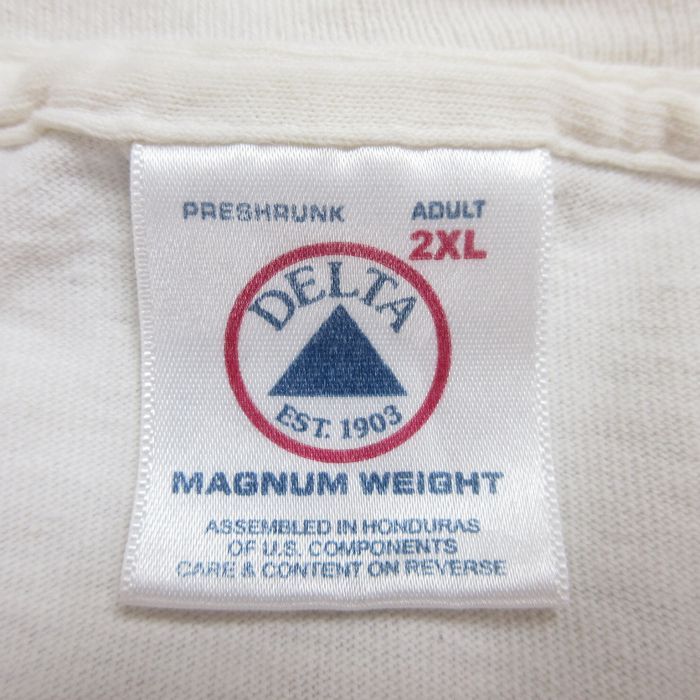 PRESHRUNK
ADULT
2XL
DELTA
EST. 1903
MAGNUM WEIGHT
ASSEMBLED IN HONDURAS
OF U.S. COMPONENTS
CARE & CONTENT ON REVERSE